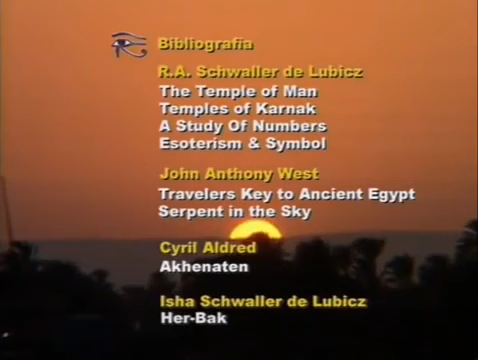 Bibliografía
R.A. Schwaller de Lubicz
The Temple of Man
Temples of Karnak
A Study Of Numbers
Esoterism & Symbol
John Anthony West
Travelers Key to Ancient Egypt
Serpent in the Sky
Cyril Aldred
Akhenaten
Isha Schwaller de Lubicz
Her-Bak